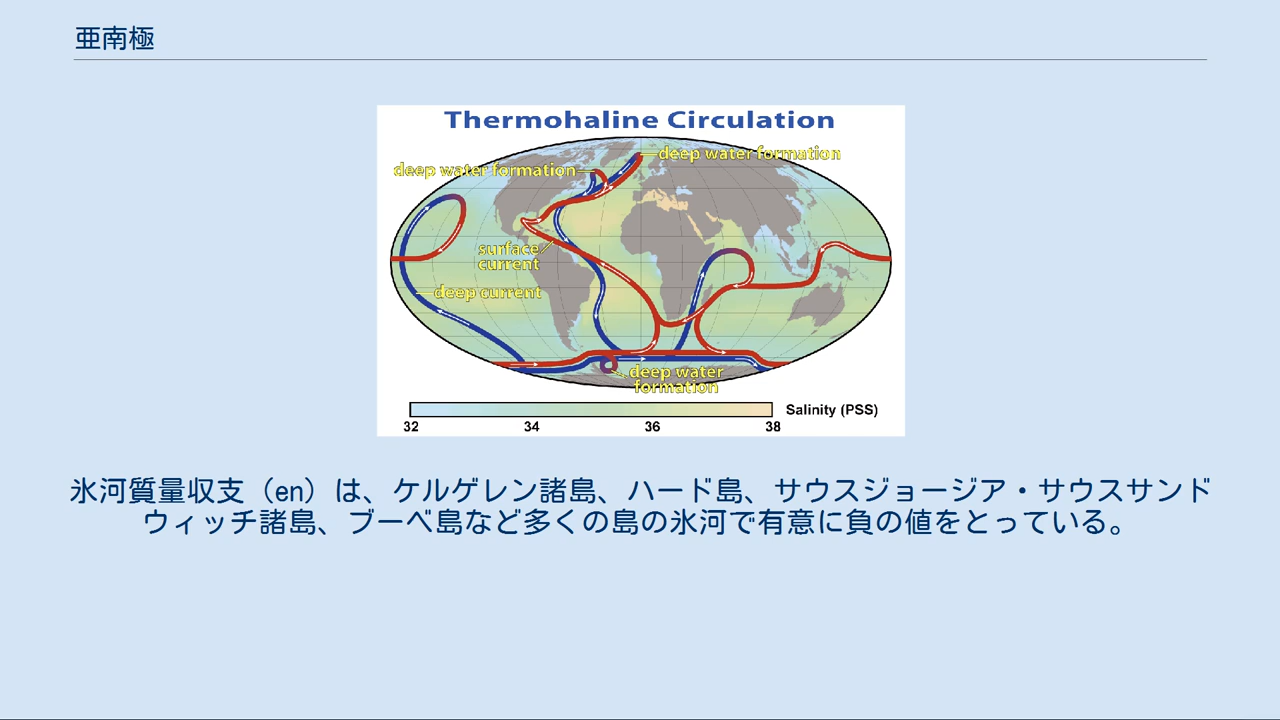 亜南極
Thermohaline Circulation
deep water formation
deep water formation
surface
current
deep current
deep water
formation
Salinity (PSS)
32 34 36 38
氷河質量収支（en）は、ケルゲレン諸島、ハード島、サウスジョージア・サウスサンド
ウィッチ諸島、ブーベ島など多くの島の氷河で有意に負の値をとっている。